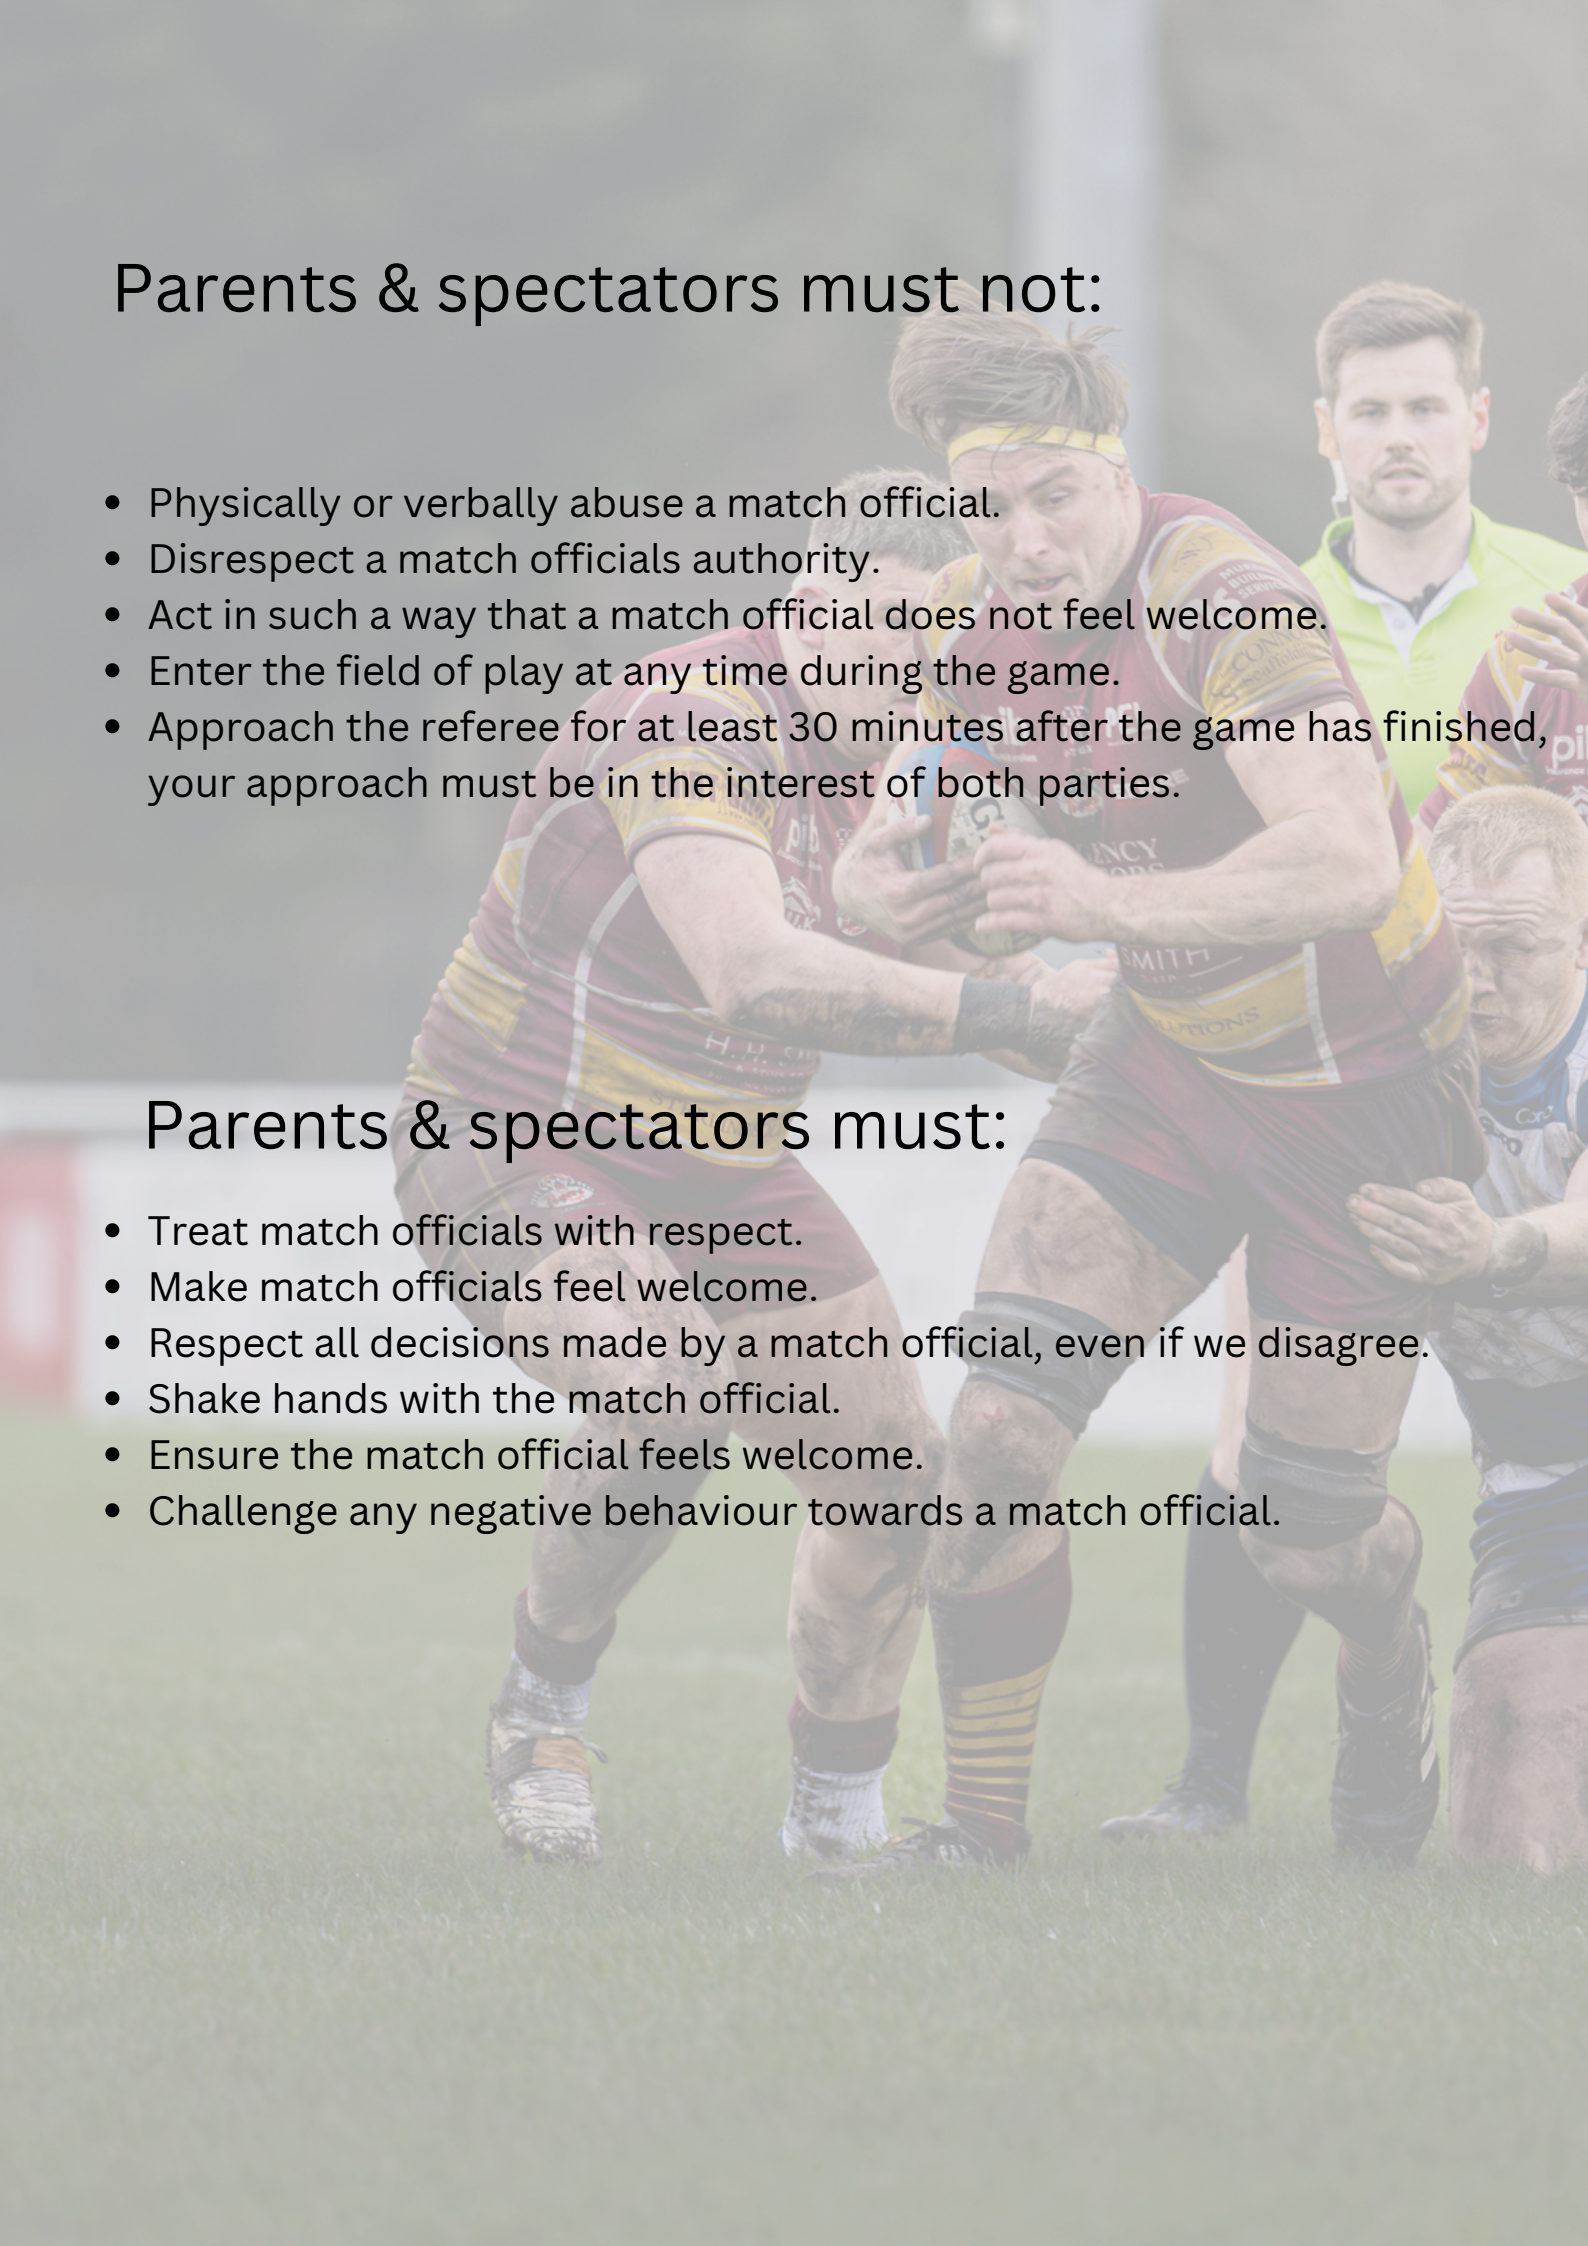 Parents & spectators must not:
• Physically or verbally abuse a match official.
• Disrespect a match officials authority.
• Act in such a way that a match official does not feel welcome.
• Enter the field of play at any time during the game.
• Approach the referee for at least 30 minutes after the game has finished,
your approach must be in the interest of both parties.
Parents & spectators must:
• Treat match officials with respect.
• Make match officials feel welcome.
• Respect all decisions made by a match official, even if we disagree.
• Shake hands with the match official.
• Ensure the match official feels welcome.
• Challenge any negative behaviour towards a match official.
SMITH